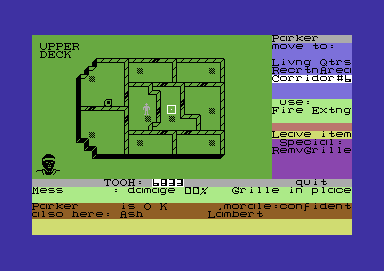 UPPER
DECK
Parker
move to:
Livng Qtrs
RecrtnArea
Corridor#6
use:
Fire Extng
Leave item
Special:
RemvGrille
TOOH: 6933 quit
Mess : damage 00% Grille in place
Parker is O K .morale:confident
also here: Ash Lambert